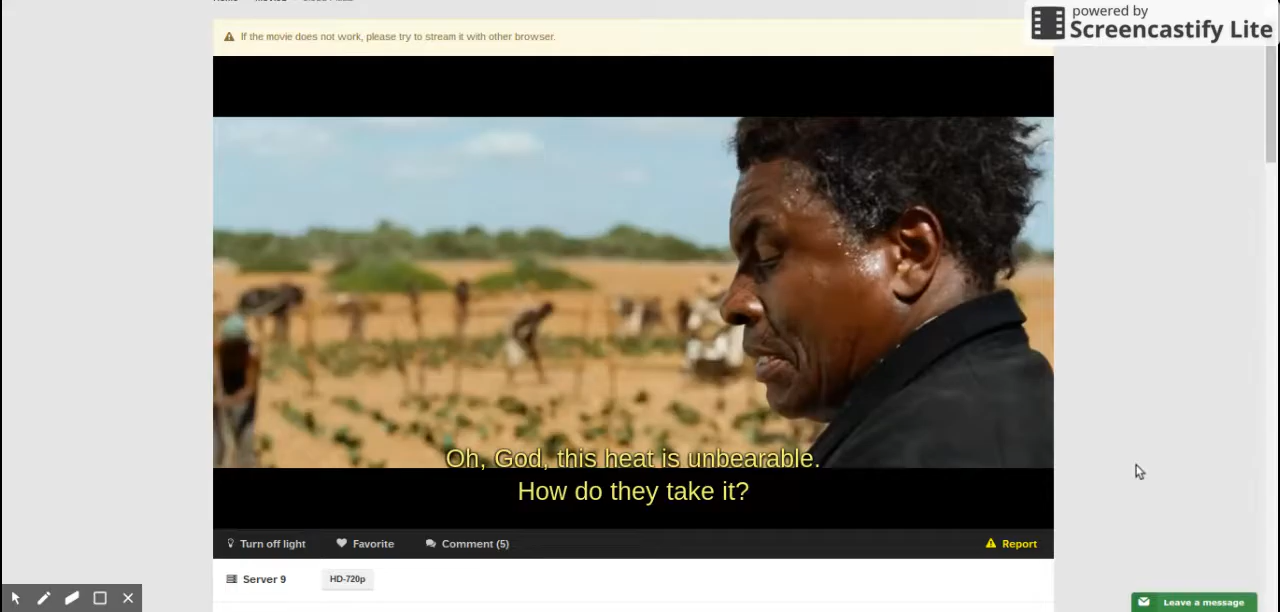 powered by
Screencastify Lite
If the movie does not work, please try to stream it with other browser.
Oh, God, this heat is unbearable.
How do they take it?
Turn off light
Favorite
Comment (5)
Report
Server 9
HD-720p
Leave a message